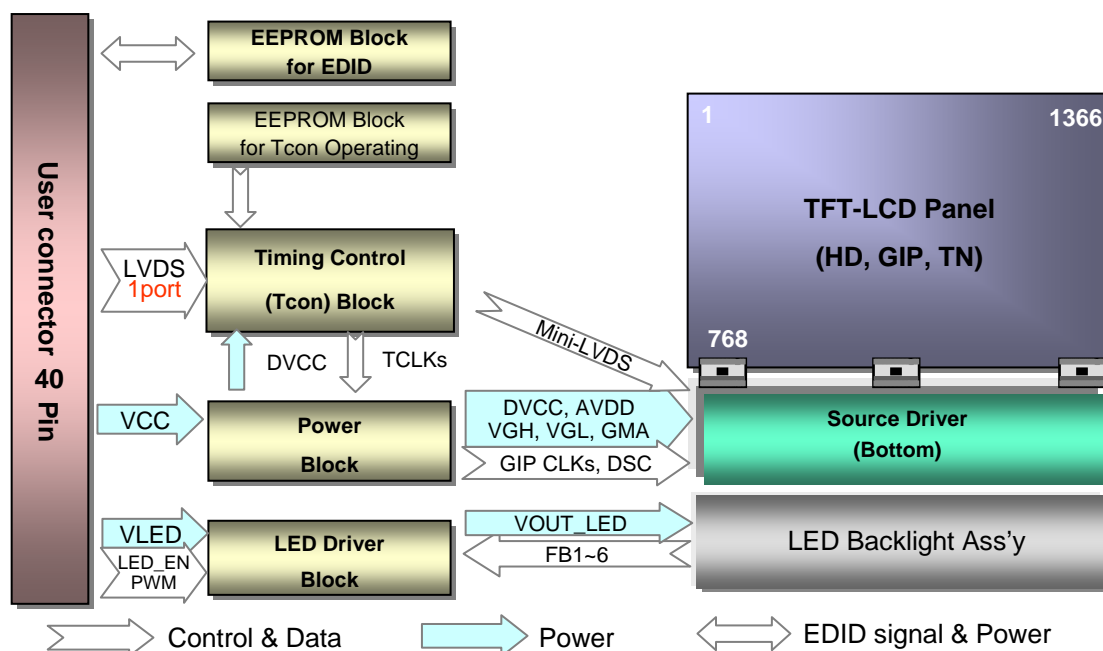 User connector 40 Pin
EEPROM Block
for EDID
EEPROM Block
for Tcon Operating
LVDS
1port
Timing Control
(Tcon) Block
DVCC
TCLKs
Mini-LVDS
VCC
Power
Block
DVCC, AVDD
VGH, VGL, GMA
GIP CLKs, DSC
VLED
LED_EN
PWM
LED Driver
Block
VOUT_LED
FB1~6
1
1366
TFT-LCD Panel
(HD, GIP, TN)
768
Source Driver
(Bottom)
LED Backlight Ass'y
Control & Data
Power
EDID signal & Power